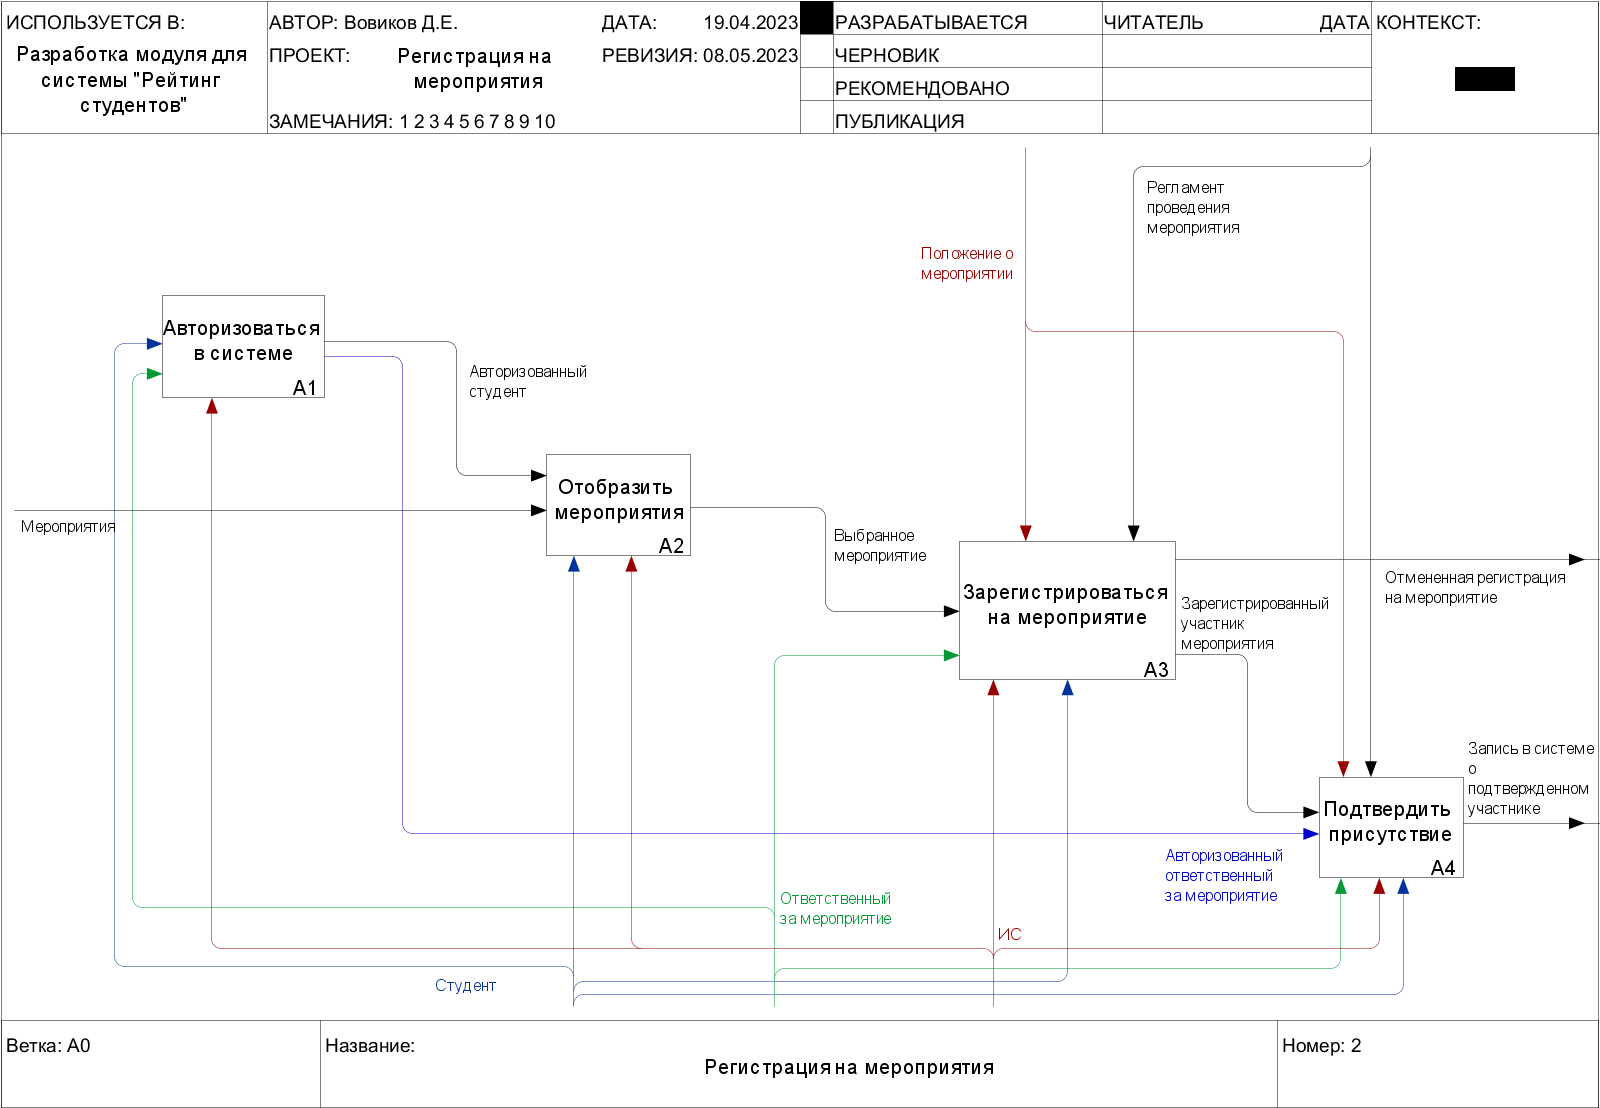 ИСПОЛЬЗУЕТСЯ В:
Разработка модуля для
системы "Рейтинг
студентов"
АВТОР: Вовиков Д.Е.
ДАТА: 19.04.2023
ПРОЕКТ: Регистрация на
мероприятия
РЕВИЗИЯ: 08.05.2023
ЗАМЕЧАНИЯ: 1 2 3 4 5 6 7 8 9 10
РАЗРАБАТЫВАЕТСЯ
ЧЕРНОВИК
РЕКОМЕНДОВАНО
ПУБЛИКАЦИЯ
ЧИТАТЕЛЬ
ДАТА
КОНТЕКСТ:
Регламент
проведения
мероприятия
Положение о
мероприятии
Авторизоваться
в системе
A1
Авторизованный
студент
Отобразить
мероприятия
A2
Мероприятия
Выбранное
мероприятие
Зарегистрироваться
на мероприятие
A3
Отмененная регистрация
на мероприятие
Зарегистрированный
участник
мероприятия
Запись в системе
о
подтвержденном
участнике
Подтвердить
присутствие
A4
Авторизованный
ответственный
за мероприятие
Ответственный
за мероприятие
ИС
Студент
Ветка: A0
Название:
Регистрация на мероприятия
Номер: 2